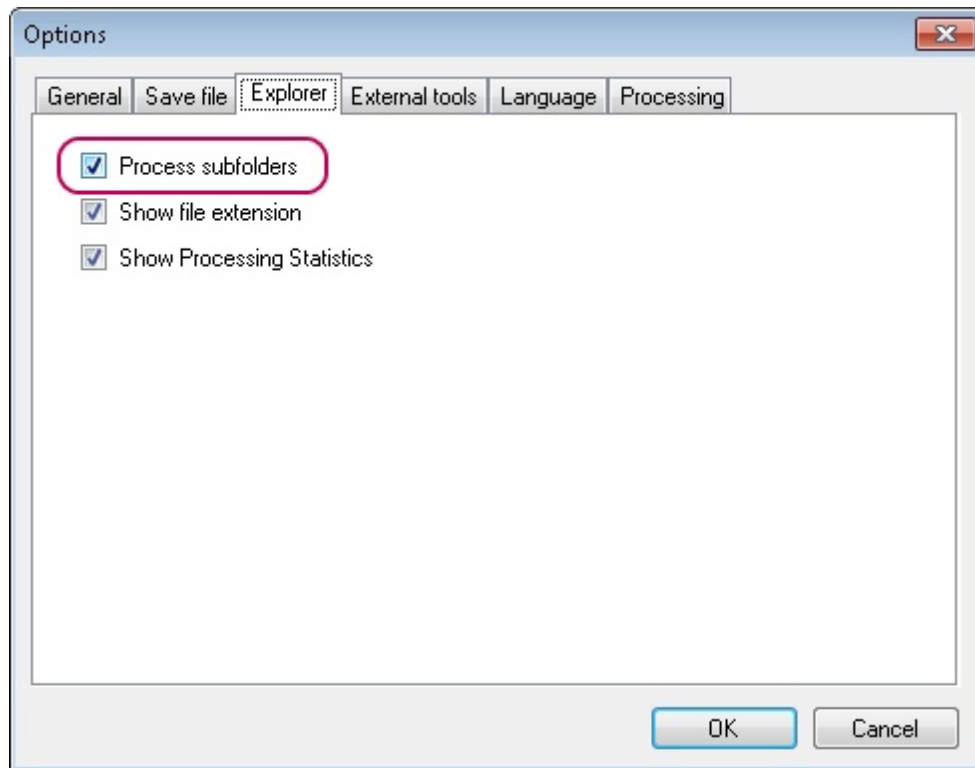 Options
General Save file Explorer External tools Language Processing
Process subfolders
Show file extension
Show Processing Statistics
OK Cancel